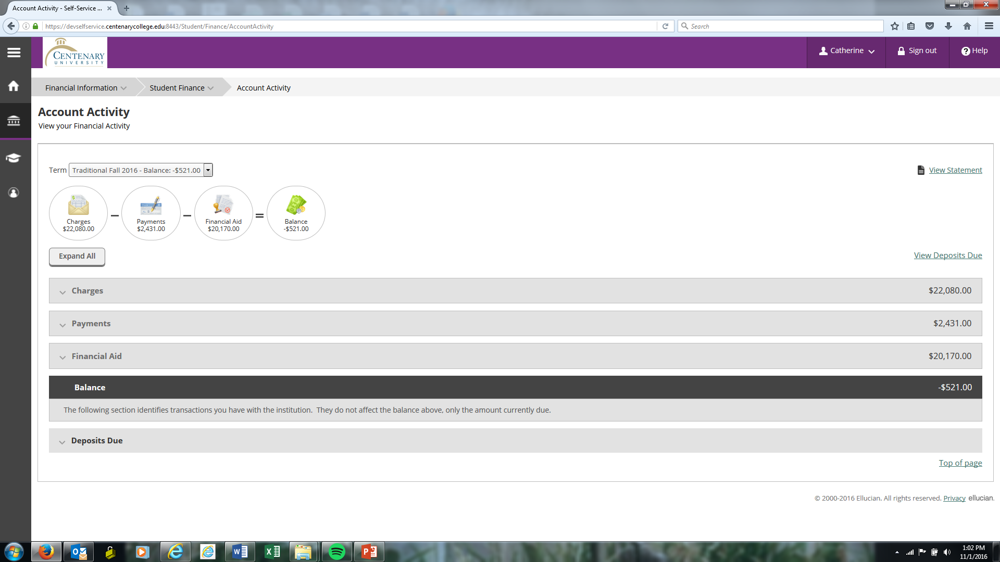 Account Activity - Self-Service ...
https://devselfservice.centenarycollege.edu:8443/Student/Finance/AccountActivity
Search
CENTENARY
UNIVERSITY
Catherine
Sign out
Help
Financial Information
Student Finance
Account Activity
Account Activity
View your Financial Activity
Term
Traditional Fall 2016 - Balance: -$521.00
View Statement
Charges
$22,080.00
Payments
$2,431.00
Financial Aid
$20,170.00
Balance
-$521.00
Expand All
View Deposits Due
Charges $22,080.00
Payments $2,431.00
Financial Aid $20,170.00
Balance -$521.00
The following section identifies transactions you have with the institution.  They do not affect the balance above, only the amount currently due.
Deposits Due
Top of page
© 2000-2016 Ellucian. All rights reserved. Privacy ellucian.
1:02 PM
11/1/2016